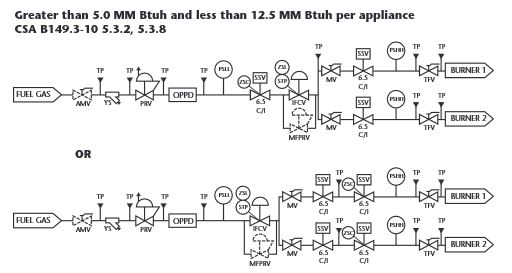 Greater than 5.0 MM Btuh and less than 12.5 MM Btuh per appliance
CSA B149.3-10 5.3.2, 5.3.8
TP TP TP TP PSLL ZSC SSV ZSL STP TP SSV PSHH TP TP
FUEL GAS AMV YS PRV OPPD 6.5 C/I IFCV MFPRV MV 6.5 C/I TFV BURNER 1
SSV PSHH TP TP
MV 6.5 C/I TFV BURNER 2
OR
TP TP TP TP PSLL ZSL STP SSV TP ZSC SSV PSHH TP TP
FUEL GAS AMV YS PRV OPPD IFCV MFPRV MV 6.5 C/I 6.5 C/I TFV BURNER 1
SSV TP ZSC SSV PSHH TP TP
MV 6.5 C/I 6.5 C/I TFV BURNER 2